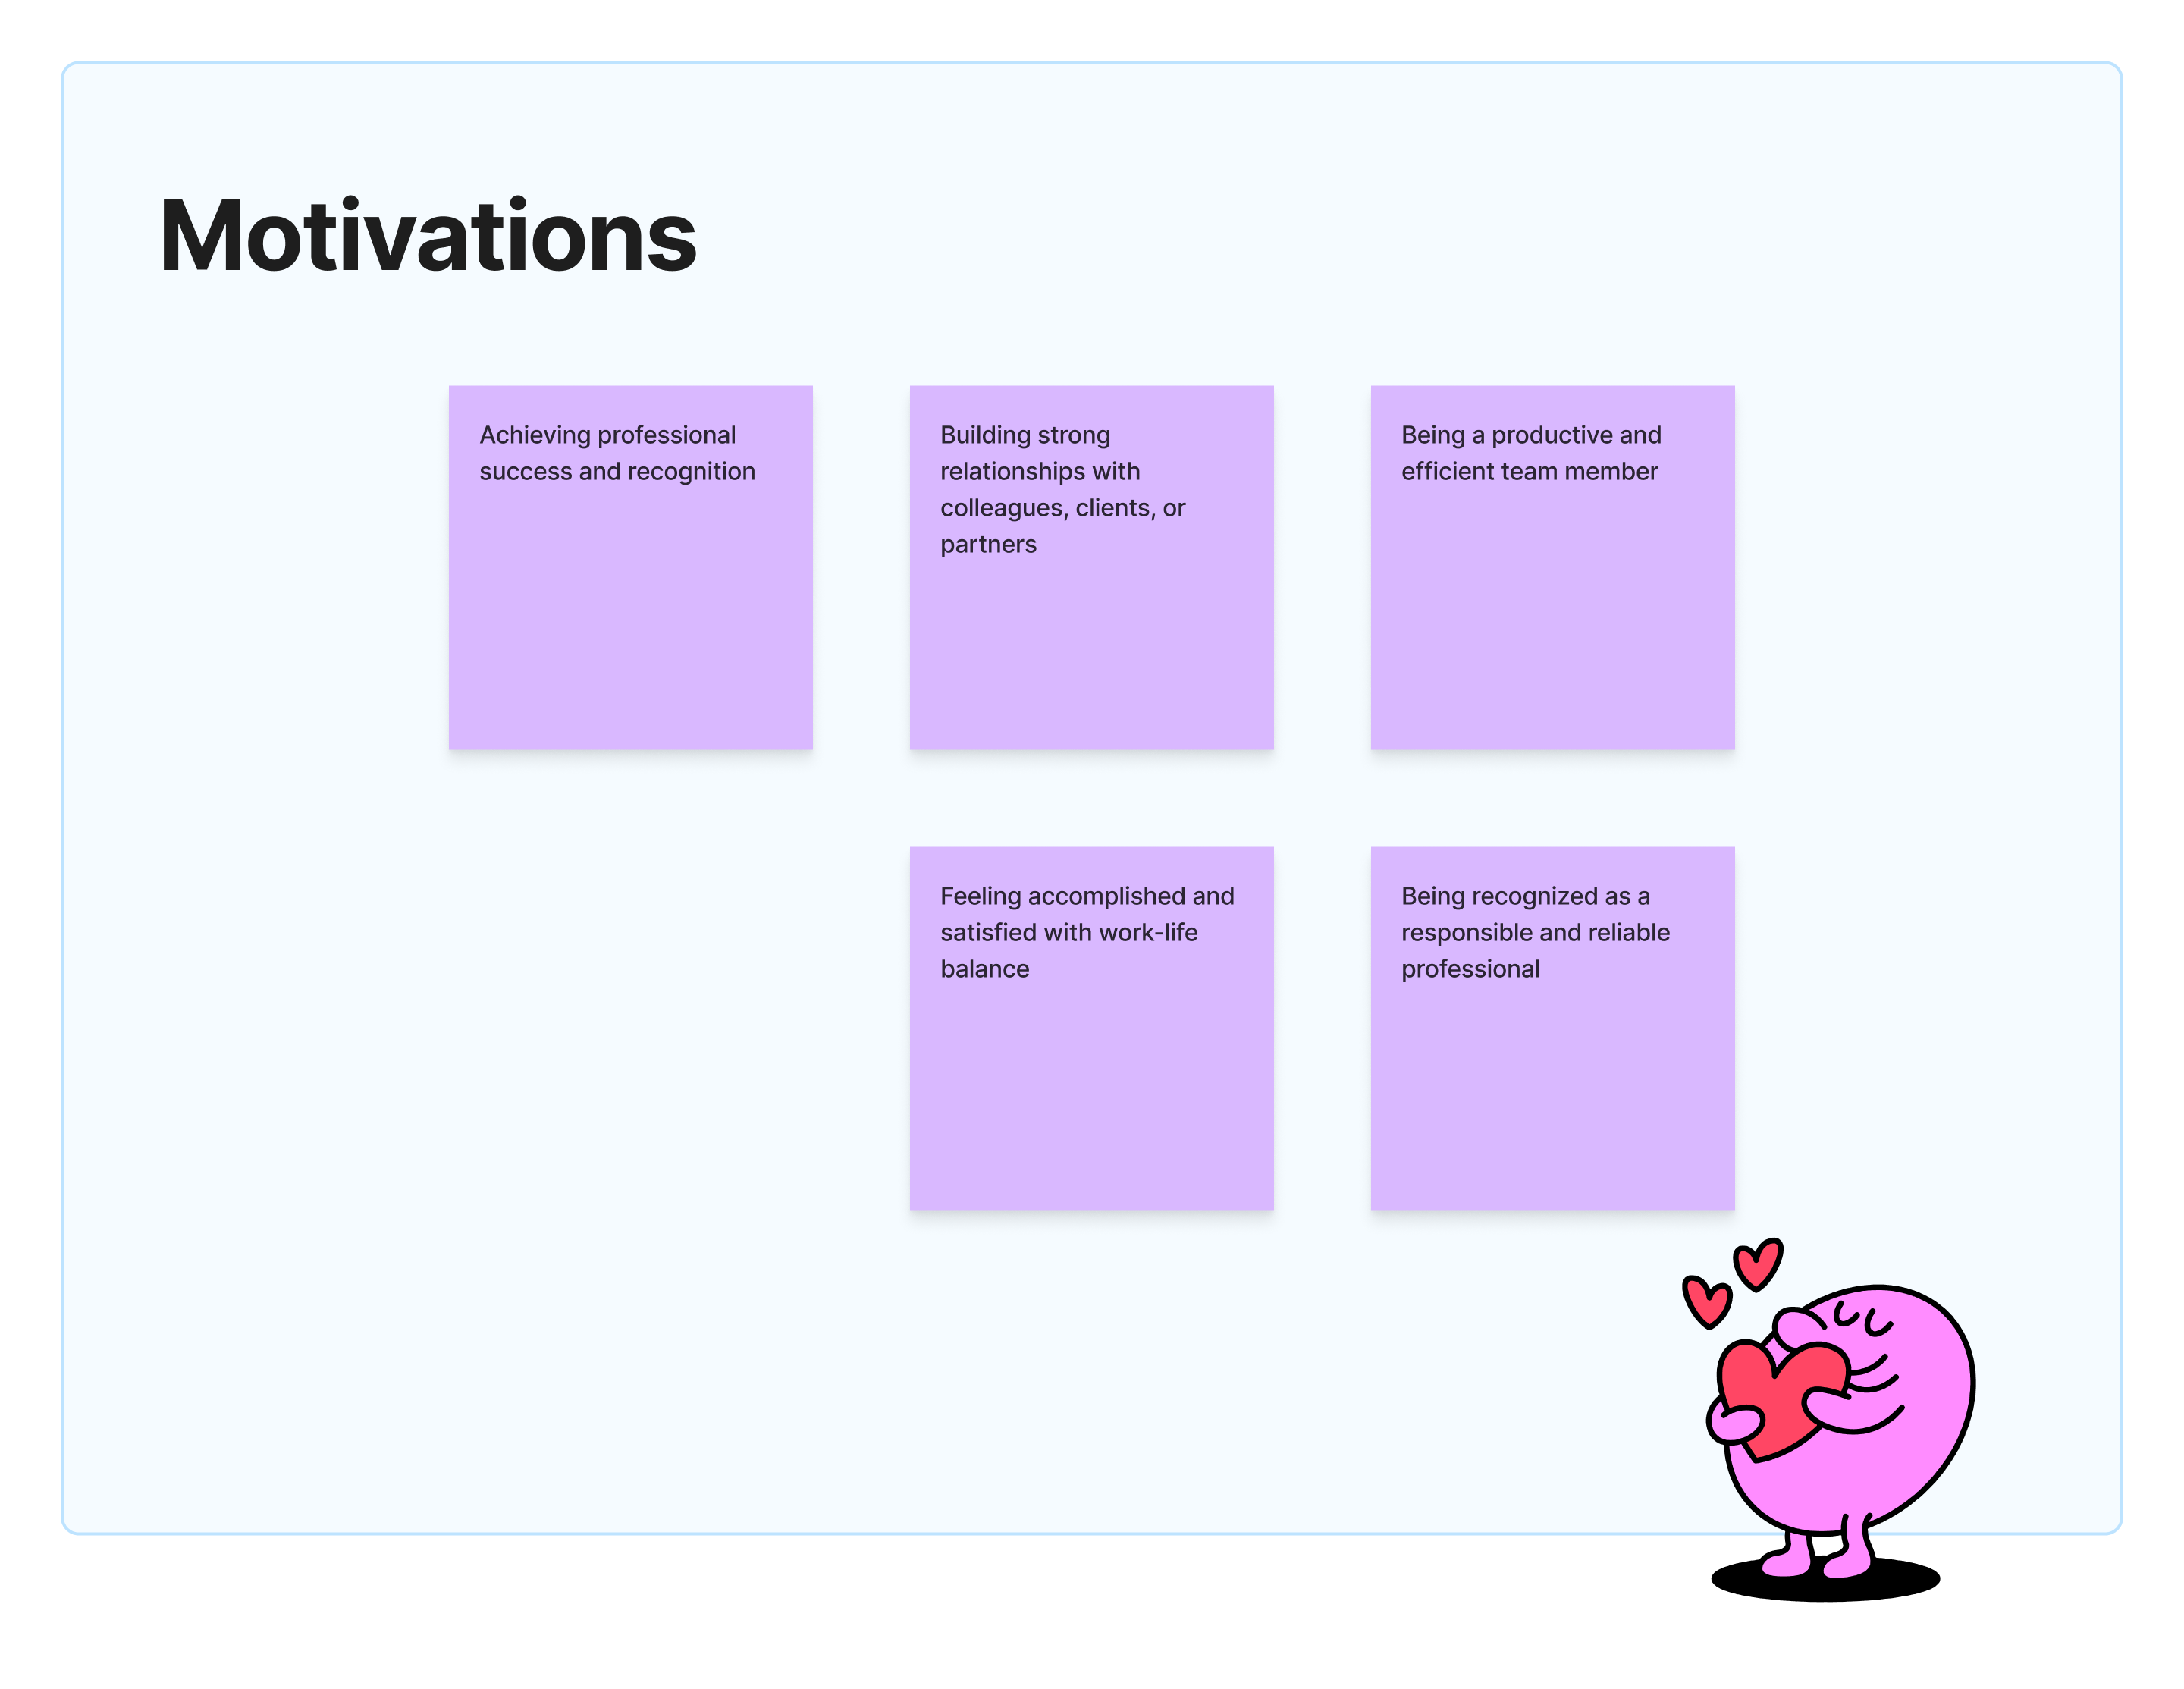 Motivations
Achieving professional
success and recognition
Building strong
relationships with
colleagues, clients, or
partners
Being a productive and
efficient team member
Feeling accomplished and
satisfied with work-life
balance
Being recognized as a
responsible and reliable
professional